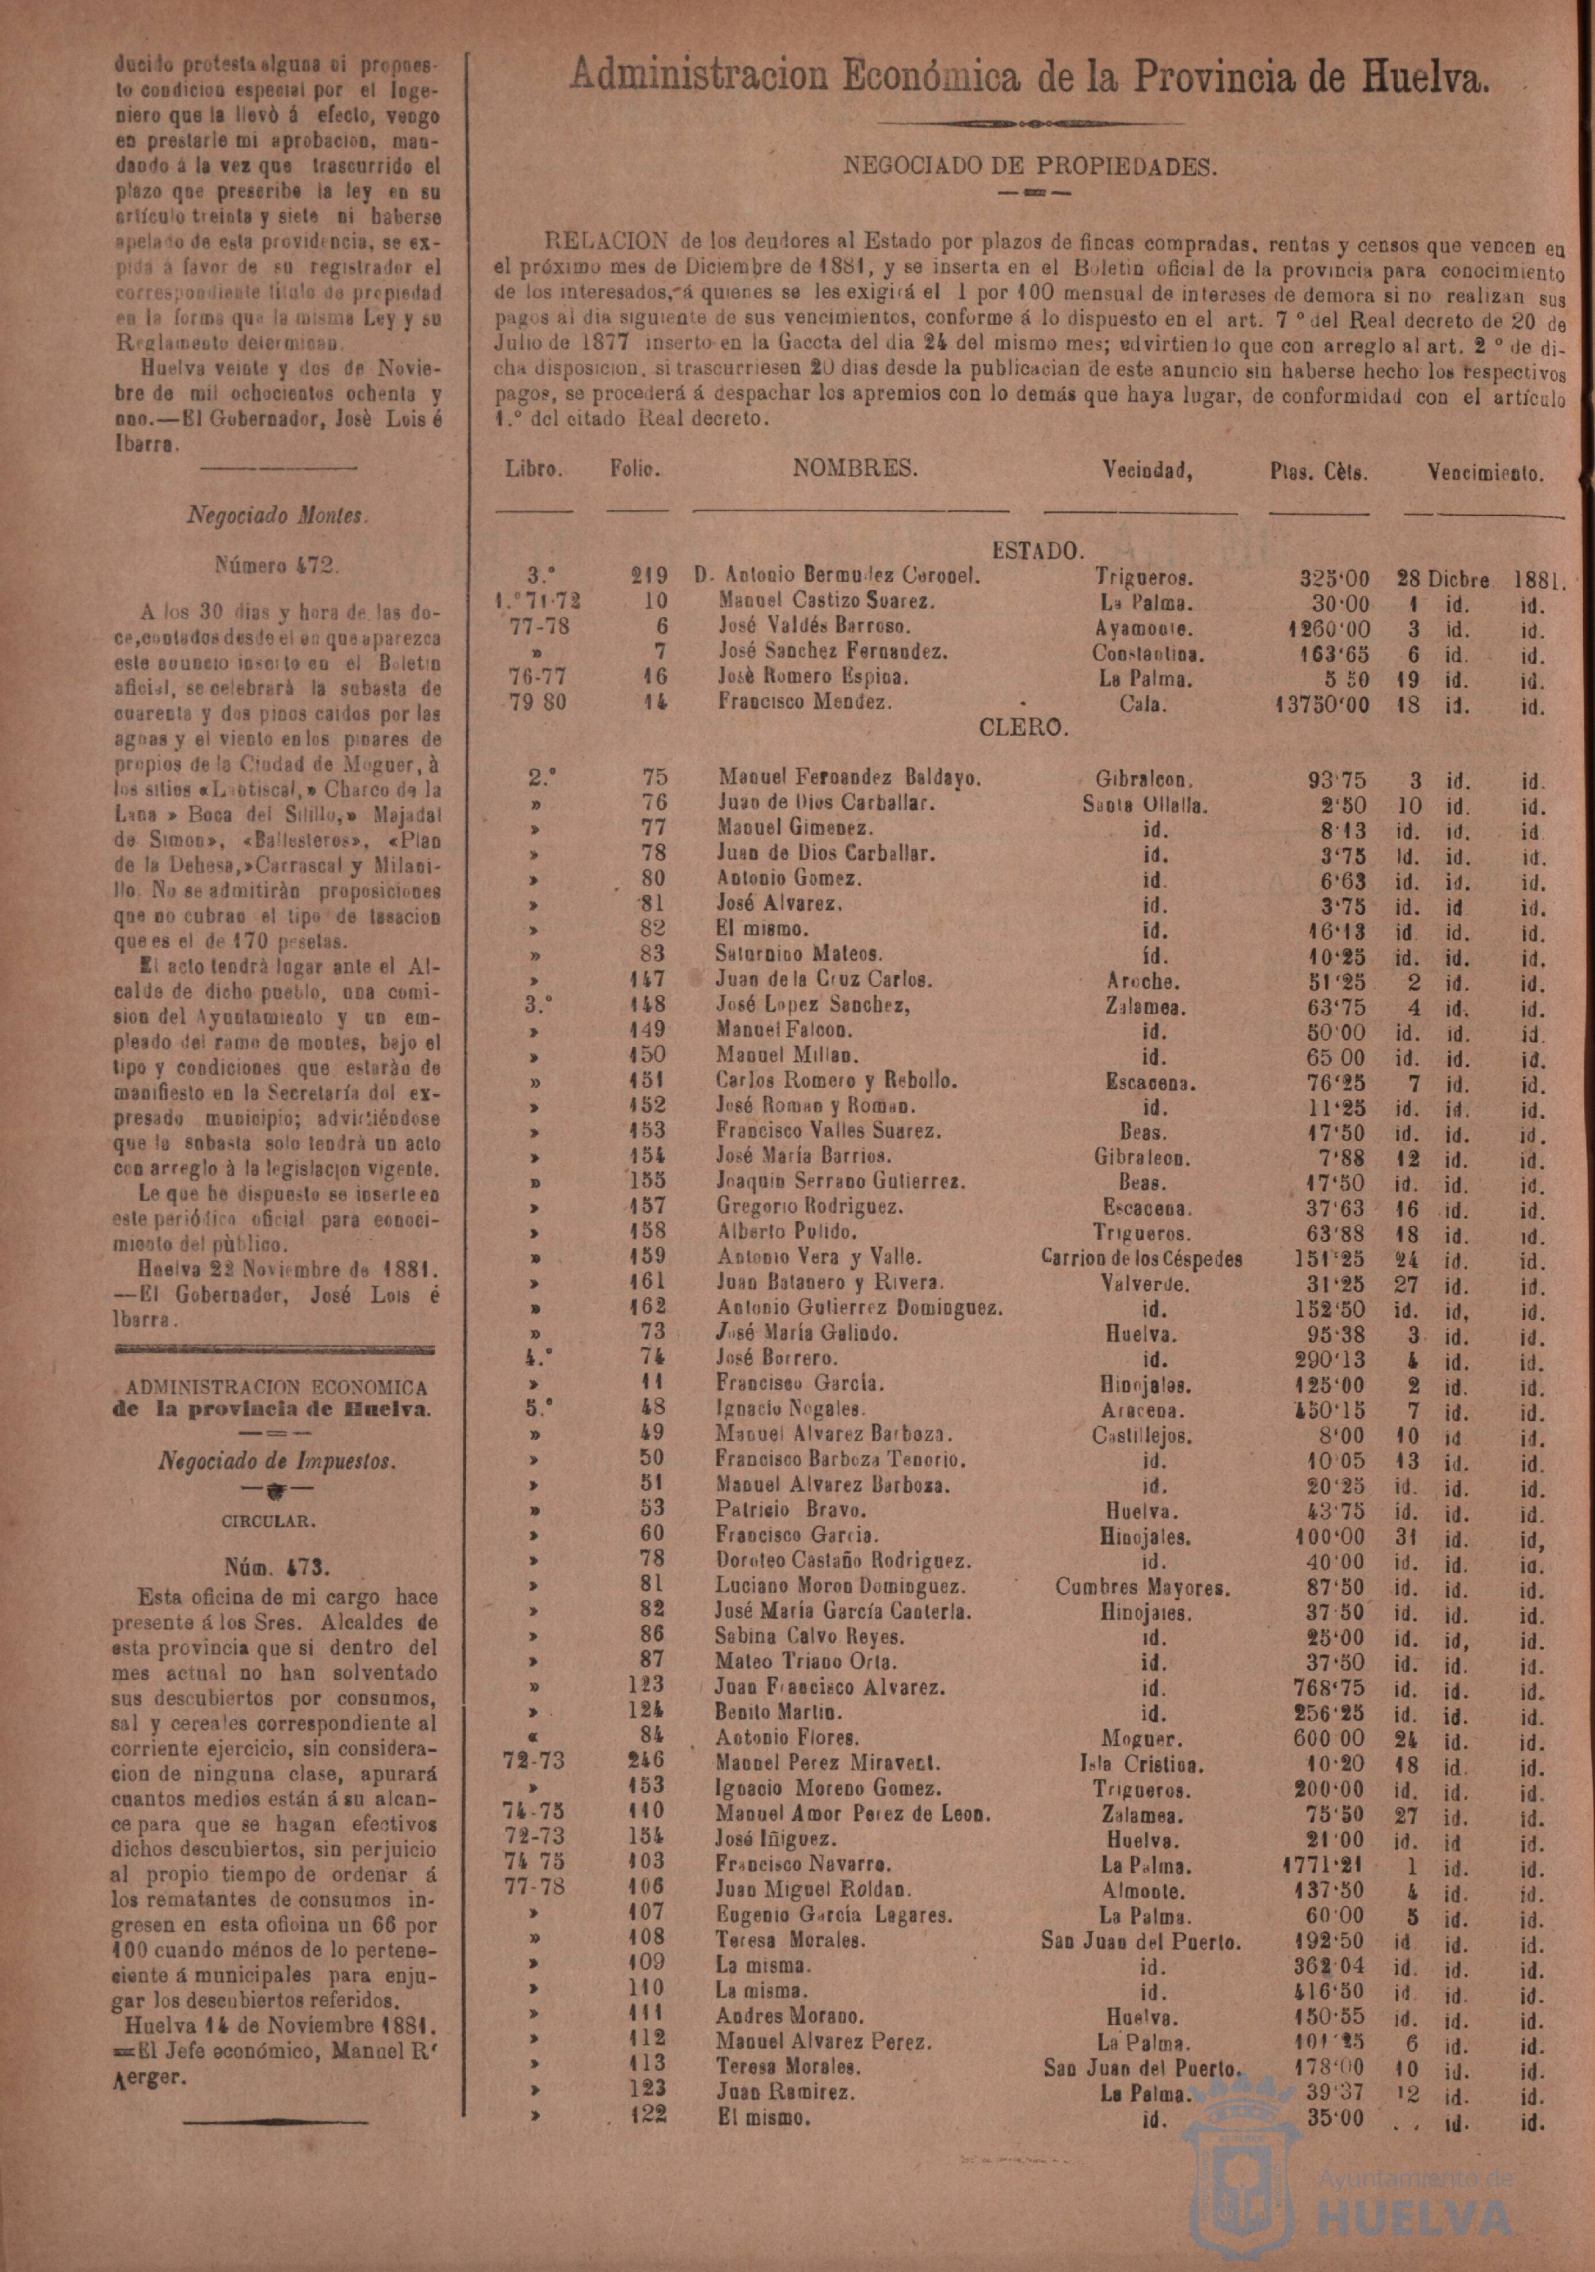 ducido protesta alguna ni propues-
to condicion especial por el Inge-
niero que la llevò á efecto, vengo
en prestarle mi aprobacion, man-
dando á la vez que trascurrido el
plazo que prescribe la ley en su
artículo treinta y siete ni haberse
apelado de esta providencia, se ex-
pida á favor de su registrador el
correspondiente título de propiedad
en la forma que la misma Ley y su
Reglamento determinan.
Huelva veinte y dos de Novie-
bre de mil ochocientos ochenta y
uno.—El Gobernador, Josè Lois é
Ibarra.
Negociado Montes.
Número 472.
A los 30 dias y hora de las do-
ce, contados desde el en que aparezca
este anuncio inserto en el Boletin
oficial, se celebrarà la subasta de
cuarenta y dos pinos caidos por las
aguas y el viento en los pinares de
propios de la Ciudad de Moguer, à
los sitios «Lentiscal,» Charco de la
Lana » Boca del Silillo,» Majadal
de Simon», «Ballesteros», «Plan
de la Dehesa,» Carrascal y Milani-
llo. No se admitiràn proposiciones
que no cubran el tipo de tasacion
que es el de 170 pesetas.
El acto tendrà lugar ante el Al-
calde de dicho pueblo, una comi-
sion del Ayuntamiento y un em-
pleado del ramo de montes, bajo el
tipo y condiciones que estaràn de
manifiesto en la Secretaría del ex-
presado municipio; advirtiéndose
que la subasta solo tendrà un acto
con arreglo à la legislacion vigente.
Lo que he dispuesto se inserte en
este periódico oficial para conoci-
miento del pùblico.
Huelva 22 Noviembre de 1881.
—El Gobernador, José Lois é
Ibarra.
ADMINISTRACION ECONOMICA
de la provincia de Huelva.
Negociado de Impuestos.
CIRCULAR.
Núm. 473.
Esta oficina de mi cargo hace
presente á los Sres. Alcaldes de
esta provincia que si dentro del
mes actual no han solventado
sus descubiertos por consumos,
sal y cereales correspondiente al
corriente ejercicio, sin considera-
cion de ninguna clase, apurará
cuantos medios están á su alcan-
ce para que se hagan efectivos
dichos descubiertos, sin perjuicio
al propio tiempo de ordenar á
los rematantes de consumos in-
gresen en esta oficina un 66 por
100 cuando ménos de lo pertene-
ciente á municipales para enju-
gar los descubiertos referidos.
Huelva 14 de Noviembre 1881.
=El Jefe económico, Manuel R‘
Aerger.
Administracion Económica de la Provincia de Huelva.
NEGOCIADO DE PROPIEDADES.
RELACION de los deudores al Estado por plazos de fincas compradas, rentas y censos que vencen en
el próximo mes de Diciembre de 1881, y se inserta en el Boletin oficial de la provincia para conocimiento
de los interesados, á quienes se les exigirá el 1 por 100 mensual de intereses de demora si no realizan sus
pagos al dia siguiente de sus vencimientos, conforme á lo dispuesto en el art. 7 º del Real decreto de 20 de
Julio de 1877 inserto en la Gaceta del dia 24 del mismo mes; advirtiendo que con arreglo al art. 2 º de di-
cha disposicion, si trascurriesen 20 dias desde la publicacian de este anuncio sin haberse hecho los respectivos
pagos, se procederá á despachar los apremios con lo demás que haya lugar, de conformidad con el artículo
1.º del citado Real decreto.
Libro. Folio. NOMBRES. Vecindad, Ptas. Cèts. Vencimiento.
ESTADO.
3.º 219 D. Antonio Bermudez Coronel. Trigueros. 325‘00 28 Dicbre 1881.
1.º 71-72 10 Manuel Castizo Suarez. La Palma. 30‘00 1 id. id.
77-78 6 José Valdés Barroso. Ayamonte. 1260‘00 3 id. id.
» 7 José Sanchez Fernandez. Constantina. 163‘65 6 id. id.
76-77 16 Josè Romero Espina. La Palma. 5 50 19 id. id.
79 80 14 Francisco Mendez. Cala. 13750‘00 18 id. id.
CLERO.
2.º 75 Manuel Fernandez Baldayo. Gibraleon. 93‘75 3 id. id.
» 76 Juan de Dios Carballar. Santa Ollalla. 2‘50 10 id. id.
» 77 Manuel Gimenez. id. 8‘13 id. id. id
» 78 Juan de Dios Carballar. id. 3‘75 Id. id. id.
» 80 Antonio Gomez. id. 6‘63 id. id. id.
» 81 José Alvarez. id. 3‘75 id. id id.
» 82 El mismo. id. 16‘13 id. id. id.
» 83 Saturnino Mateos. id. 10‘25 id. id. id.
» 147 Juan de la Cruz Carlos. Aroche. 51‘25 2 id. id.
3.º 148 José Lopez Sanchez, Zalamea. 63‘75 4 id. id.
» 149 Manuel Falcon. id. 50‘00 id. id. id.
» 150 Manuel Millan. id. 65 00 id. id. id.
» 151 Carlos Romero y Rebollo. Escacena. 76‘25 7 id. id.
» 152 José Roman y Roman. id. 11‘25 id. id. id.
» 153 Francisco Valles Suarez. Beas. 17‘50 id. id. id.
» 154 José María Barrios. Gibraleon. 7‘88 12 id. id.
» 155 Joaquin Serrano Gutierrez. Beas. 17‘50 id. id. id.
» 157 Gregorio Rodriguez. Escacena. 37‘63 16 id. id.
» 158 Alberto Pulido. Trigueros. 63‘88 18 id. id.
» 159 Antonio Vera y Valle. Carrion de los Céspedes 151‘25 24 id. id.
» 161 Juan Batanero y Rivera. Valverde. 31‘25 27 id. id.
» 162 Antonio Gutierrez Dominguez. id. 152‘50 id. id, id.
» 73 José María Galindo. Huelva. 95‘38 3 id. id.
4.º 74 José Borrero. id. 290‘13 4 id. id.
» 11 Francisco García. Hinojales. 125‘00 2 id. id.
5.º 48 Ignacio Nogales. Aracena. 450‘15 7 id. id.
» 49 Manuel Alvarez Barboza. Castillejos. 8‘00 10 id id.
» 50 Francisco Barboza Tenorio. id. 10‘05 13 id. id.
» 51 Manuel Alvarez Barboza. id. 20‘25 id. id. id.
» 53 Patricio Bravo. Huelva. 43‘75 id. id. id.
» 60 Francisco Garcia. Hinojales. 100‘00 31 id. id,
» 78 Doroteo Castaño Rodriguez. id. 40‘00 id. id. id.
» 81 Luciano Moron Dominguez. Cumbres Mayores. 87‘50 id. id. id.
» 82 José María García Canterla. Hinojales. 37‘50 id. id. id.
» 86 Sabina Calvo Reyes. id. 25‘00 id. id, id.
» 87 Mateo Triano Orta. id. 37‘50 id. id. id.
» 123 Juan Francisco Alvarez. id. 768‘75 id. id. id.
» 124 Benito Martin. id. 256‘25 id. id. id.
« 84 Antonio Flores. Moguer. 600 00 24 id. id.
72-73 246 Manuel Perez Miravent. Isla Cristina. 10‘20 18 id. id.
» 153 Ignacio Moreno Gomez. Trigueros. 200‘00 id. id. id.
74-75 110 Manuel Amor Perez de Leon. Zalamea. 75‘50 27 id. id.
72-73 154 José Iñiguez. Huelva. 21‘00 id. id id.
74 75 103 Francisco Navarro. La Palma. 1771‘21 1 id. id.
77-78 106 Juan Miguel Roldan. Almonte. 137‘50 4 id. id.
» 107 Eugenio García Lagares. La Palma. 60‘00 5 id. id.
» 108 Teresa Morales. San Juan del Puerto. 192‘50 id id. id.
» 109 La misma. id. 362‘04 id. id. id.
» 110 La misma. id. 416‘50 id. id. id.
» 111 Andres Morano. Huelva. 150‘55 id. id. id.
» 112 Manuel Alvarez Perez. La Palma. 101‘25 6 id. id.
» 113 Teresa Morales. San Juan del Puerto. 178‘00 10 id. id.
» 123 Juan Ramirez. La Palma. 39‘37 12 id. id.
» 122 El mismo. id. 35‘00 . . id. id.
Ayuntamiento de
HUELVA